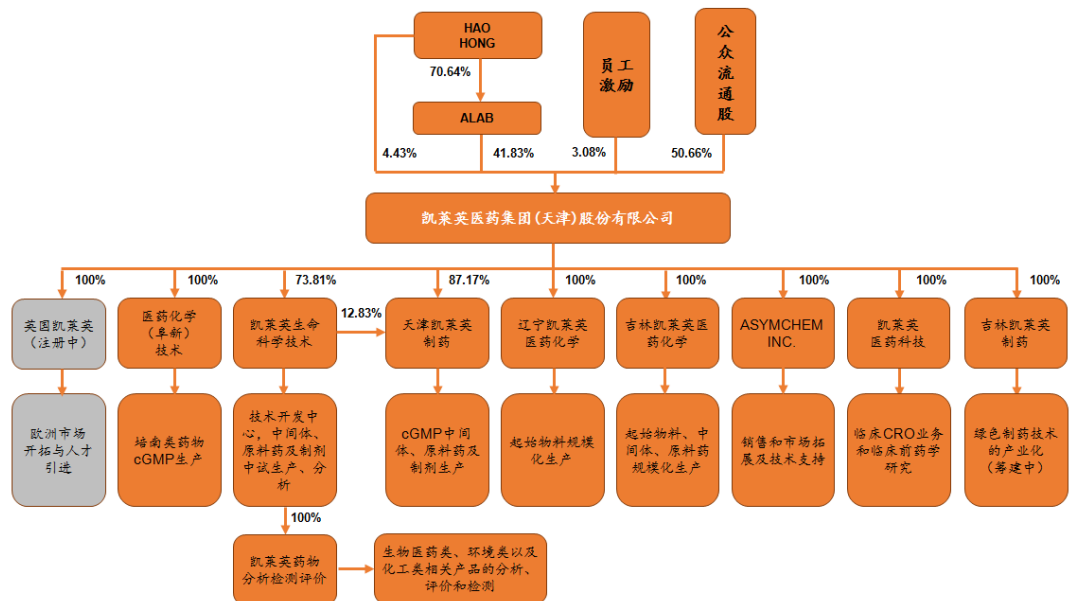 HAO
HONG
员工
激励
公
众
流
通
股
70.64%
ALAB
4.43%
41.83%
3.08%
50.66%
凯莱英医药集团(天津)股份有限公司
100%
100%
73.81%
87.17%
100%
100%
100%
100%
100%
英国凯莱英
（注册中）
医药化学
（阜新）
技术
凯莱英生命
科学技术
12.83%
天津凯莱英
制药
辽宁凯莱英
医药化学
吉林凯莱英医
药化学
ASYMCHEM
INC.
凯莱英
医药科技
吉林凯莱英
制药
欧洲市场
开拓与人才
引进
培南类药物
cGMP生产
技术开发中
心，中间体、
原料药及制剂
中试生产、分
析
cGMP中间
体、原料药及
制剂生产
起始物料规模
化生产
起始物料、中
间体、原料药
规模化生产
销售和市场拓
展及技术支持
临床CRO业务
和临床前药学
研究
绿色制药技术
的产业化
（筹建中）
100%
凯莱英药物
分析检测评价
生物医药类、环境类以及
化工类相关产品的分析、
评价和检测